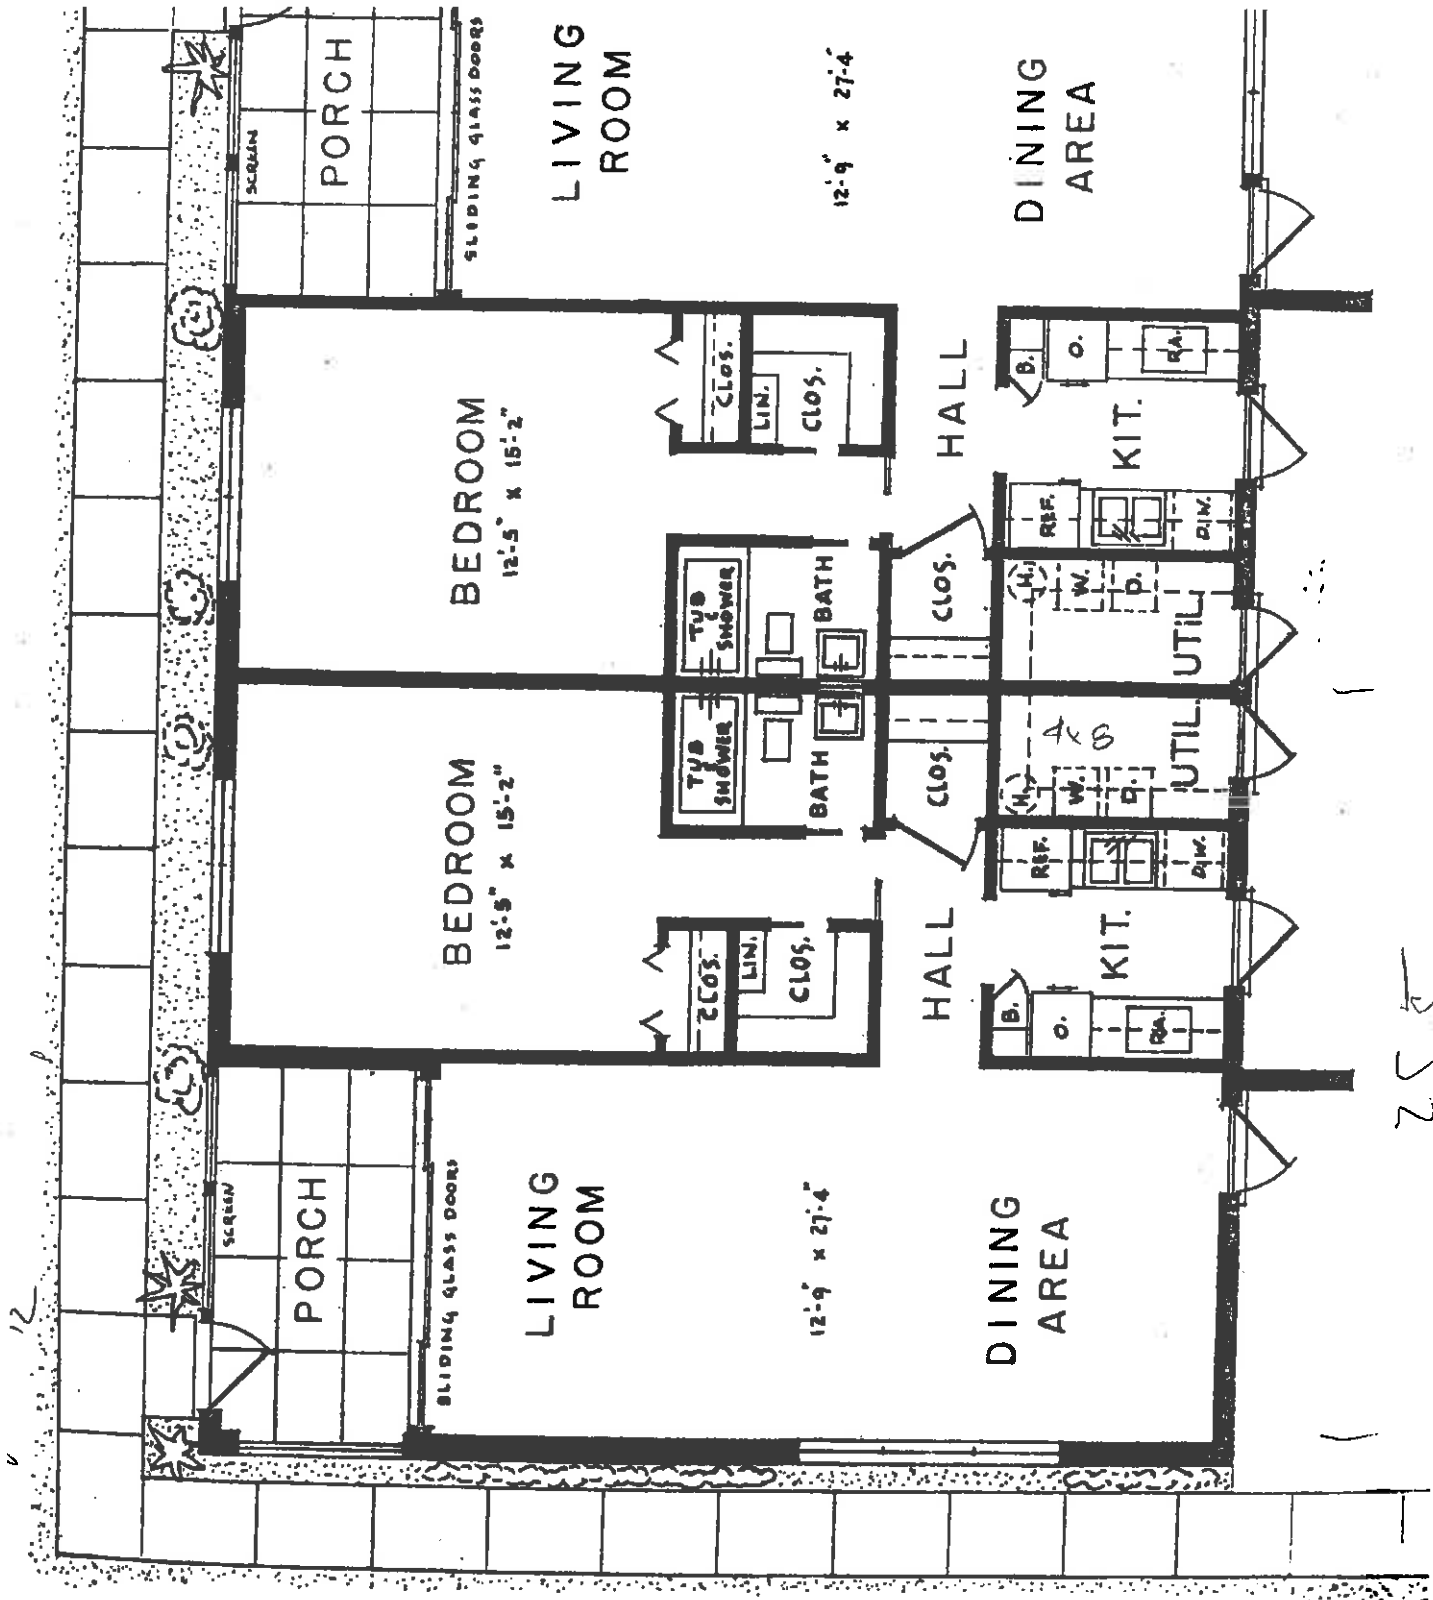 PORCH
SCREEN
SLIDING GLASS DOORS
LIVING
ROOM
12'-9" x 27'-4"
DINING
AREA
BEDROOM
12'-5" x 15'-2"
CLOS.
LIN.
CLOS.
HALL
B.
O.
RA.
KIT.
REF.
D.W.
TUB
&
SHOWER
BATH
CLOS.
H.
W.
D.
UTIL.
TUB
&
SHOWER
BATH
CLOS.
4x8
H.
W.
D.
UTIL.
BEDROOM
12'-5" x 15'-2"
CLOS.
LIN.
CLOS.
HALL
REF.
D.W.
KIT.
B.
O.
RA.
PORCH
SCREEN
SLIDING GLASS DOORS
LIVING
ROOM
12'-9" x 27'-4"
DINING
AREA